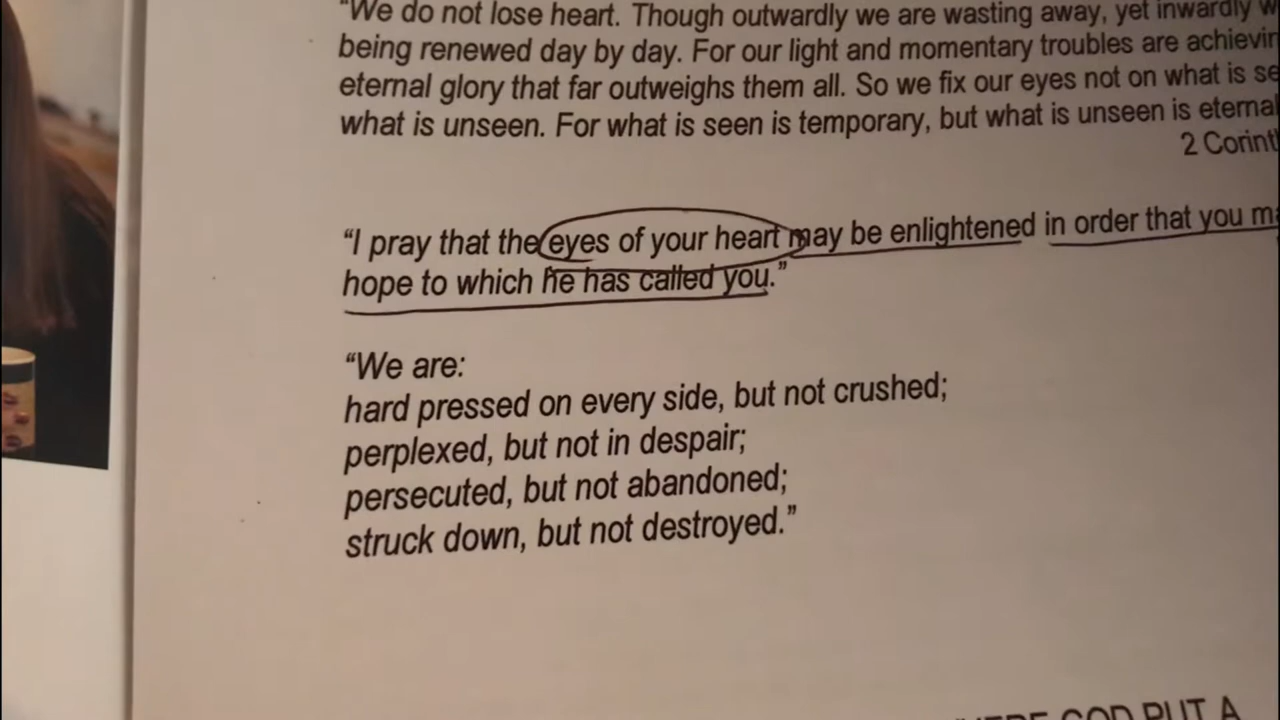 “We do not lose heart. Though outwardly we are wasting away, yet inwardly
being renewed day by day. For our light and momentary troubles are
eternal glory that far outweighs them all. So we fix our eyes not on what is
what is unseen. For what is seen is temporary, but what is unseen is eternal
2
“I pray that the eyes of your heart may be enlightened in order that you
hope to which he has called you.”
“We are:
hard pressed on every side, but not crushed;
perplexed, but not in despair;
persecuted, but not abandoned;
struck down, but not destroyed.”
GOD PUT A